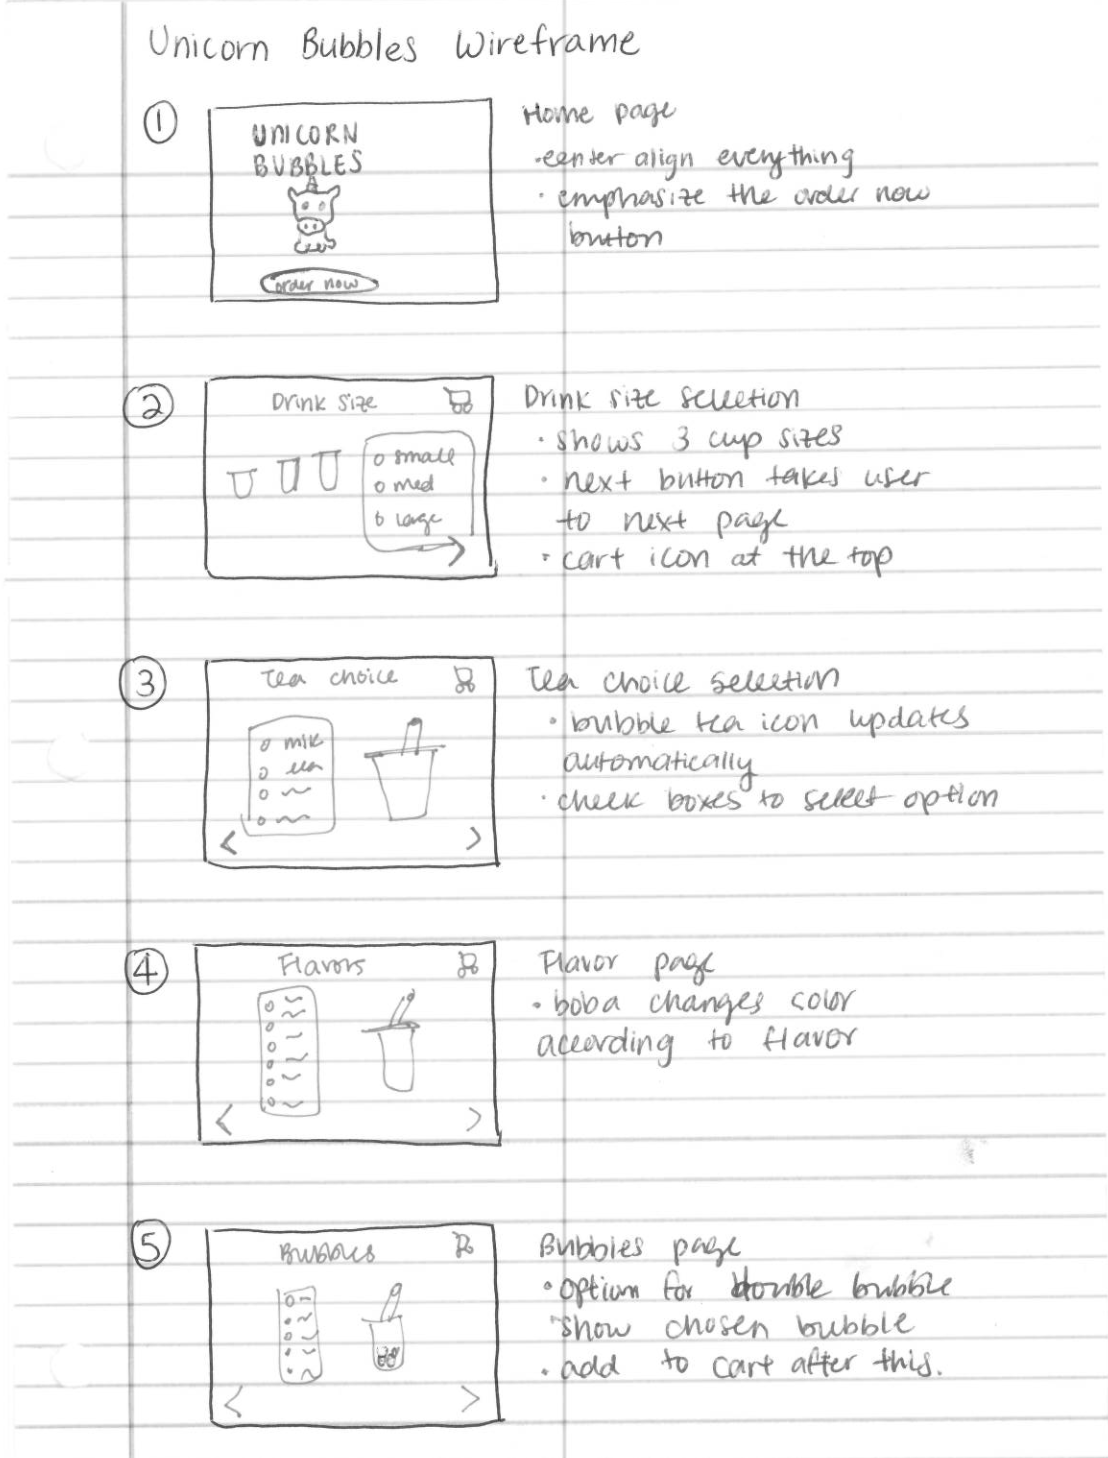 Unicorn Bubbles Wireframe
1
UNICORN
BUBBLES
order now
Home page
·center align everything
· emphasize the order now
button
2
Drink size
o small
o med
o large
Drink size selection
· shows 3 cup sizes
· next button takes user
to next page
· cart icon at the top
3
Tea choice
o milk
o tea
Tea choice selection
· bubble tea icon updates
automatically
· check boxes to select option
4
Flavors
Flavor page
· boba changes color
according to flavor
5
Bubbles
Bubbles page
· option for double bubble
show chosen bubble
· add to cart after this.